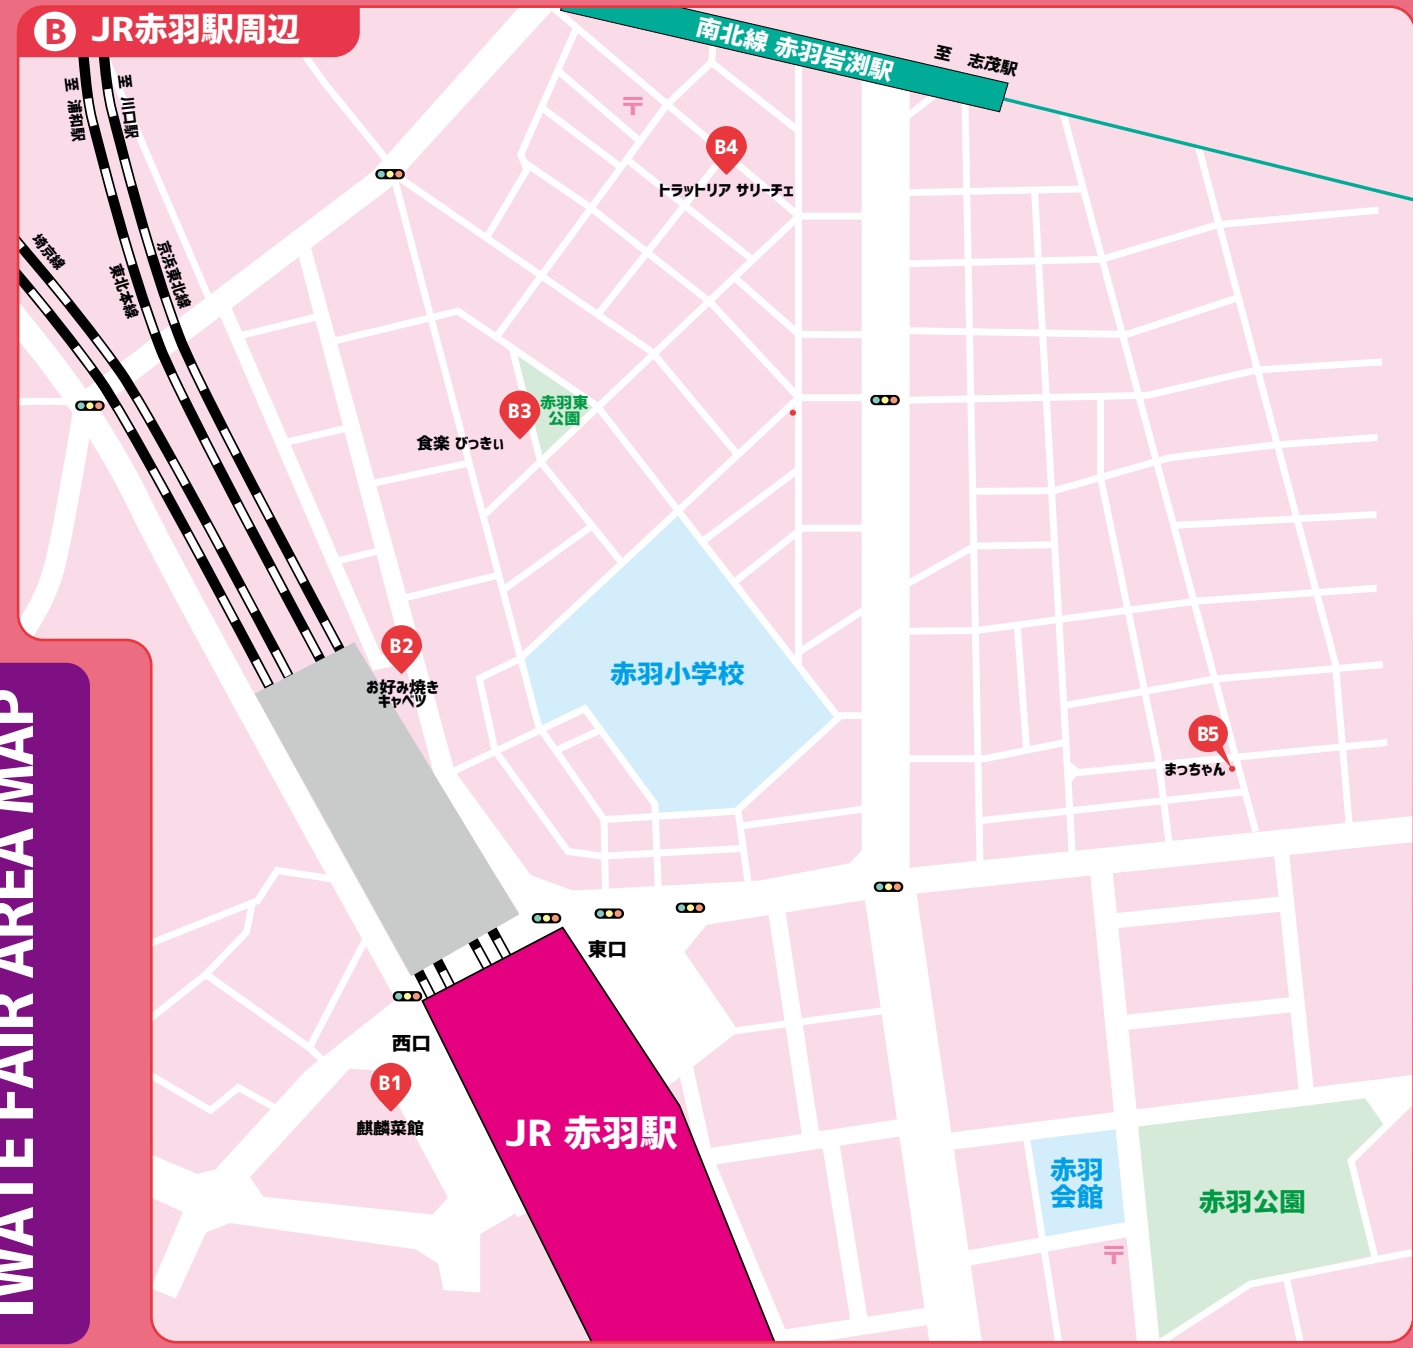 B JR赤羽駅周辺
南北線 赤羽岩渕駅
至 志茂駅
至 浦和駅
至 川口駅
埼京線
東北本線
京浜東北線
〒
B4
トラットリア サリーチェ
B3
赤羽東
公園
食楽 びっきぃ
B2
お好み焼き
キャベツ
赤羽小学校
B5
まっちゃん
東口
西口
B1
麒麟菜館
JR 赤羽駅
赤羽
会館
赤羽公園
〒
IWATE FAIR AREA MAP